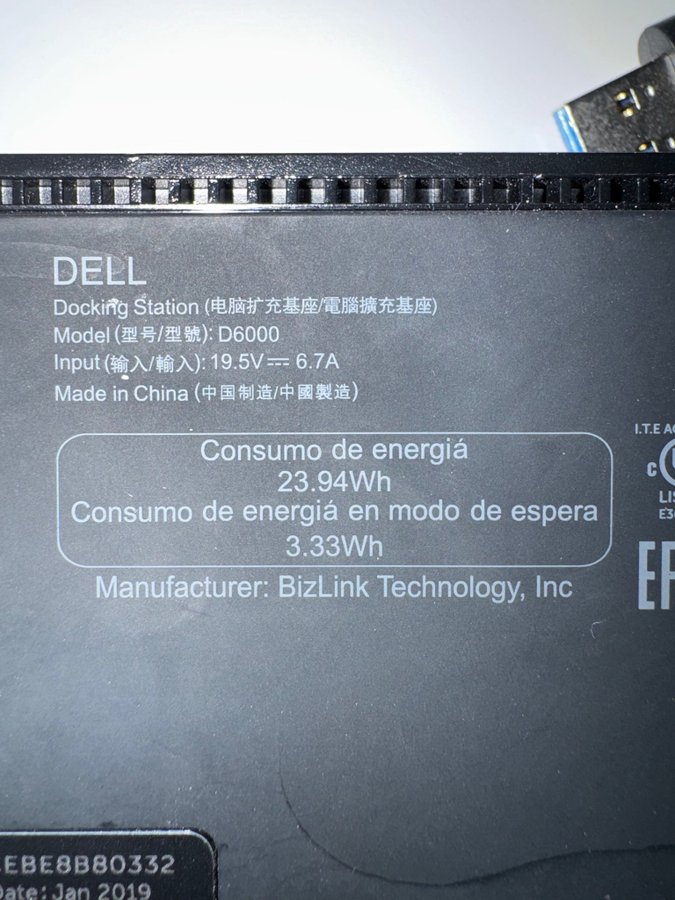 DELL
Docking Station (电脑扩充基座/電腦擴充基座)
Model (型号/型號): D6000
Input (输入/輸入): 19.5V⎓ 6.7A
Made in China (中国制造/中國製造)
Consumo de energiá
23.94Wh
Consumo de energiá en modo de espera
3.33Wh
Manufacturer: BizLink Technology, Inc
I.T.E
C
EBE8B80332
Date: Jan 2019